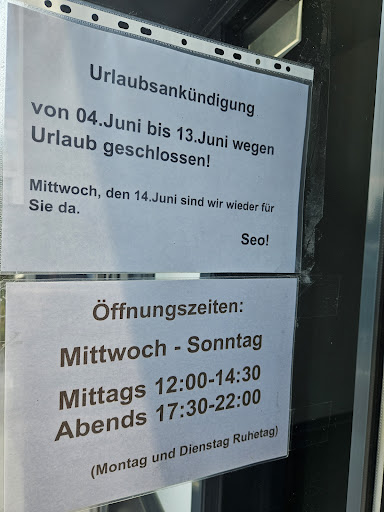 Urlaubsankündigung
von 04.Juni bis 13.Juni wegen
Urlaub geschlossen!
Mittwoch, den 14.Juni sind wir wieder für
Sie da.
Seo!
Öffnungszeiten:
Mittwoch - Sonntag
Mittags 12:00-14:30
Abends 17:30-22:00
(Montag und Dienstag Ruhetag)